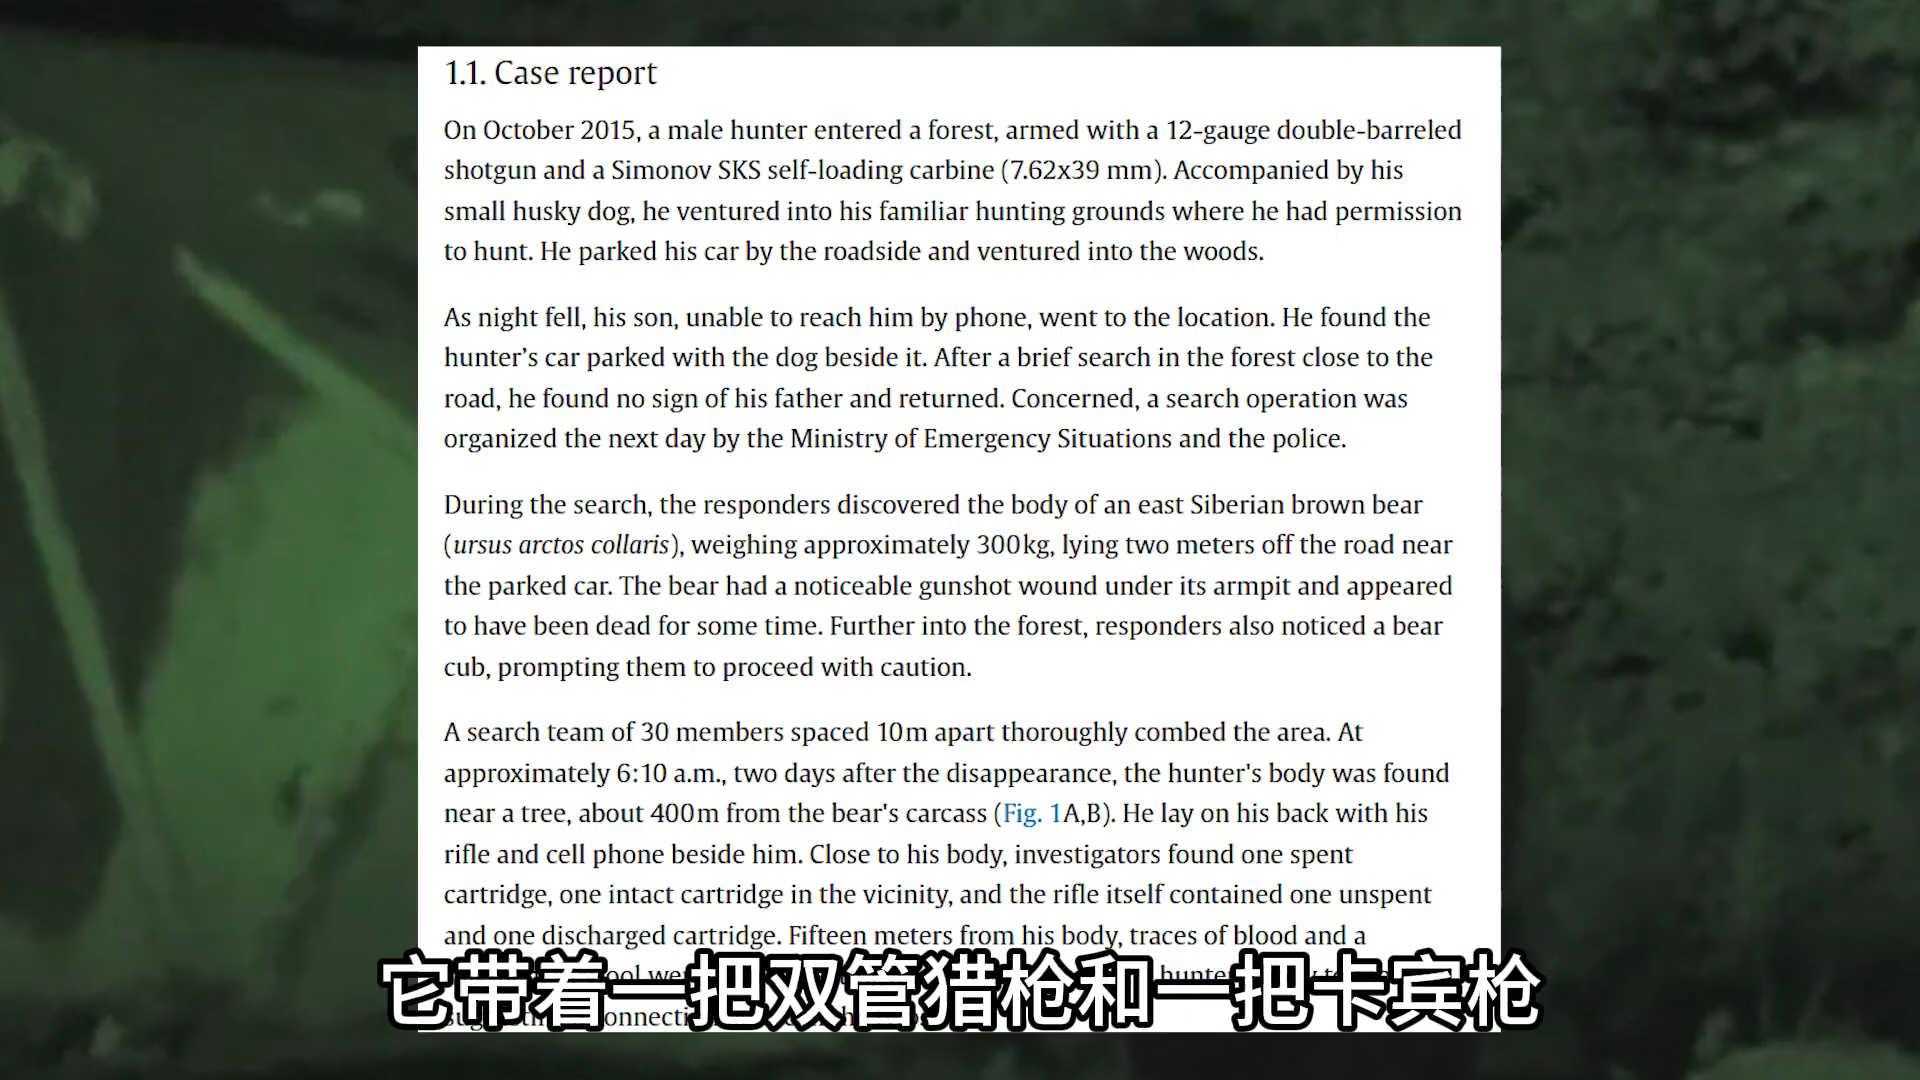 1.1. Case report
On October 2015, a male hunter entered a forest, armed with a 12-gauge double-barreled
shotgun and a Simonov SKS self-loading carbine (7.62x39 mm). Accompanied by his
small husky dog, he ventured into his familiar hunting grounds where he had permission
to hunt. He parked his car by the roadside and ventured into the woods.
As night fell, his son, unable to reach him by phone, went to the location. He found the
hunter’s car parked with the dog beside it. After a brief search in the forest close to the
road, he found no sign of his father and returned. Concerned, a search operation was
organized the next day by the Ministry of Emergency Situations and the police.
During the search, the responders discovered the body of an east Siberian brown bear
(ursus arctos collaris), weighing approximately 300 kg, lying two meters off the road near
the parked car. The bear had a noticeable gunshot wound under its armpit and appeared
to have been dead for some time. Further into the forest, responders also noticed a bear
cub, prompting them to proceed with caution.
A search team of 30 members spaced 10 m apart thoroughly combed the area. At
approximately 6:10 a.m., two days after the disappearance, the hunter's body was found
near a tree, about 400 m from the bear's carcass (Fig. 1A,B). He lay on his back with his
rifle and cell phone beside him. Close to his body, investigators found one spent
cartridge, one intact cartridge in the vicinity, and the rifle itself contained one unspent
and one discharged cartridge. Fifteen meters from his body, traces of blood and a
它带着一把双管猎枪和一把卡宾枪